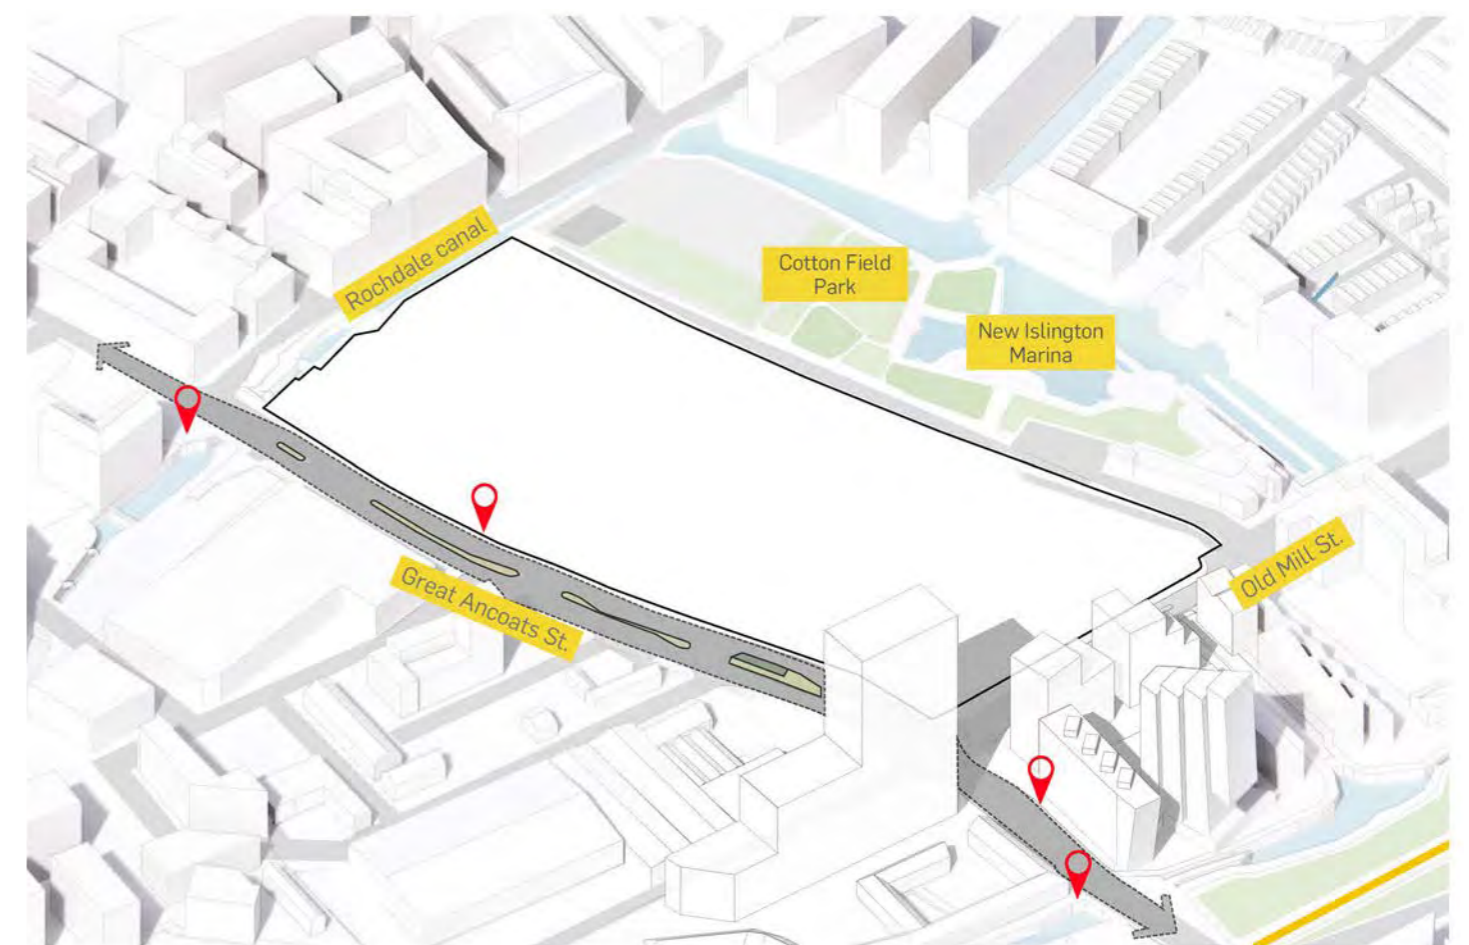 Rochdale canal
Cotton Field
Park
New Islington
Marina
Great Ancoats St.
Old Mill St.